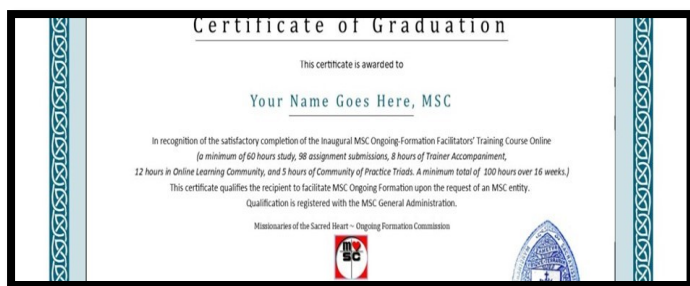 Certificate of Graduation
This certificate is awarded to
Your Name Goes Here, MSC
In recognition of the satisfactory completion of the Inaugural MSC Ongoing-Formation Facilitators' Training Course Online
(a minimum of 60 hours study, 98 assignment submissions, 8 hours of Trainer Accompaniment,
12 hours in Online Learning Community, and 5 hours of Community of Practice Triads. A minimum total of 100 hours over 16 weeks.)
This certificate qualifies the recipient to facilitate MSC Ongoing Formation upon the request of an MSC entity.
Qualification is registered with the MSC General Administration.
Missionaries of the Sacred Heart ~ Ongoing Formation Commission
m sc